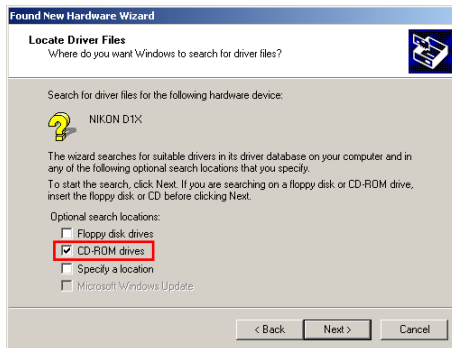 Found New Hardware Wizard
Locate Driver Files
Where do you want Windows to search for driver files?
Search for driver files for the following hardware device:
NIKON D1X
The wizard searches for suitable drivers in its driver database on your computer and in
any of the following optional search locations that you specify.
To start the search, click Next. If you are searching on a floppy disk or CD-ROM drive,
insert the floppy disk or CD before clicking Next.
Optional search locations:
Floppy disk drives
CD-ROM drives
Specify a location
Microsoft Windows Update
< Back Next > Cancel